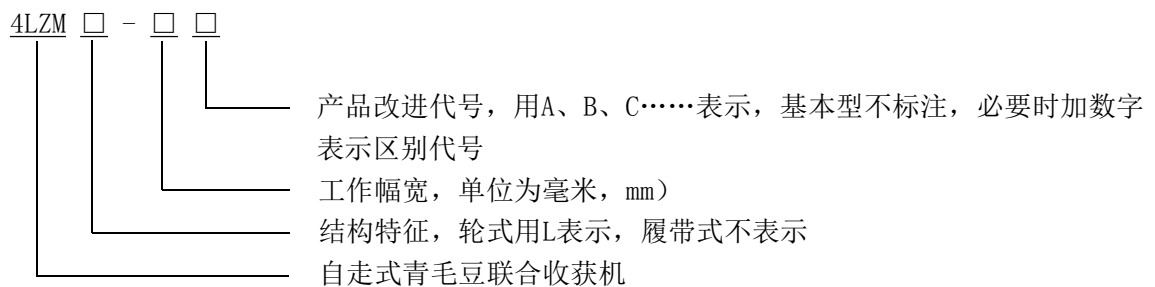 4LZM □ - □ □
产品改进代号，用A、B、C……表示，基本型不标注，必要时加数字
表示区别代号
工作幅宽，单位为毫米，mm）
结构特征，轮式用L表示，履带式不表示
自走式青毛豆联合收获机